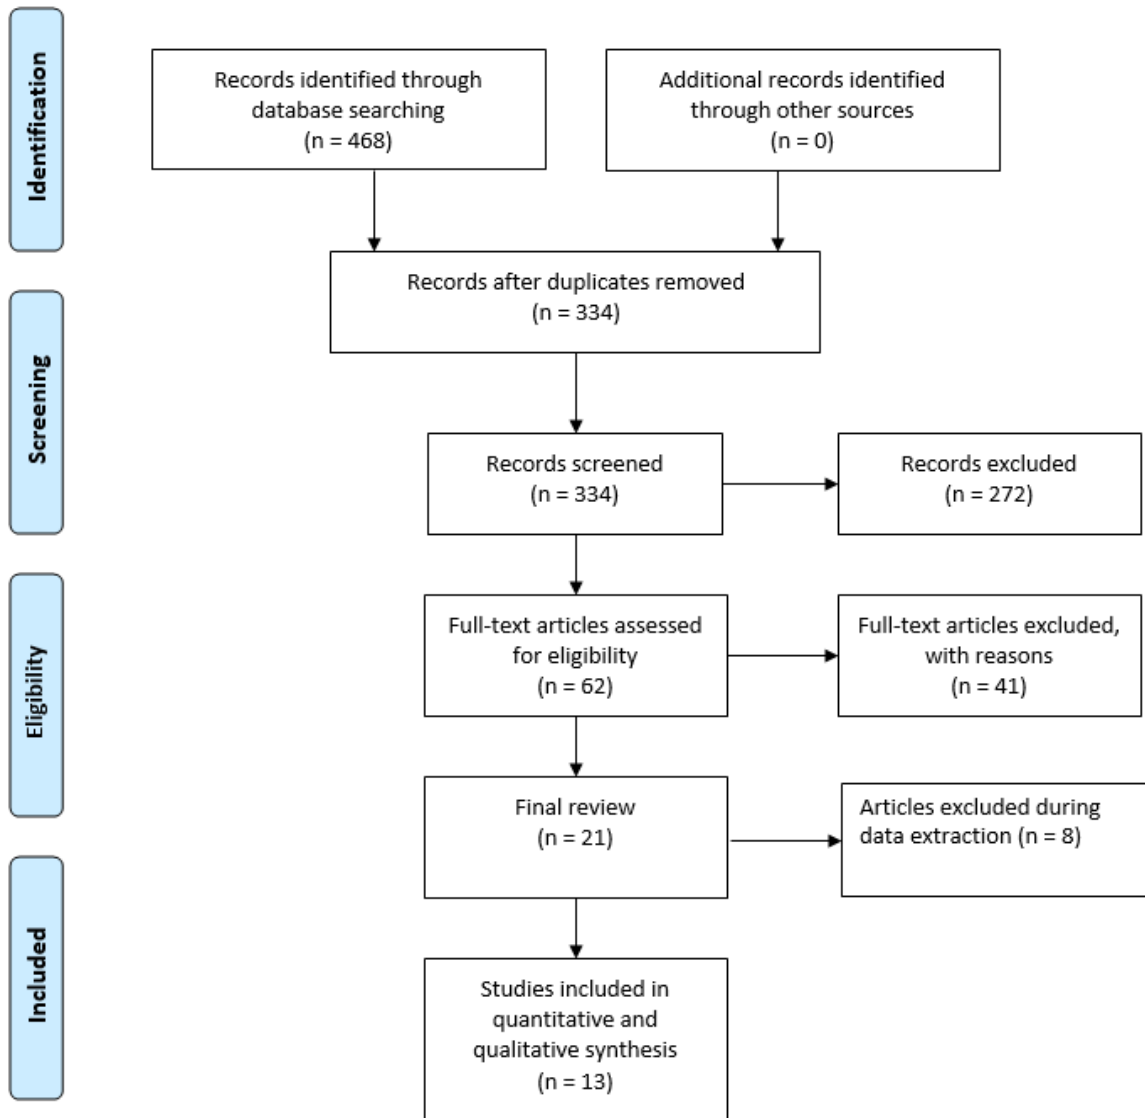 Identification
Records identified through
database searching
(n = 468)
Additional records identified
through other sources
(n = 0)
Records after duplicates removed
(n = 334)
Screening
Records screened
(n = 334)
Records excluded
(n = 272)
Eligibility
Full-text articles assessed
for eligibility
(n = 62)
Full-text articles excluded,
with reasons
(n = 41)
Final review
(n = 21)
Articles excluded during
data extraction (n = 8)
Included
Studies included in
quantitative and
qualitative synthesis
(n = 13)